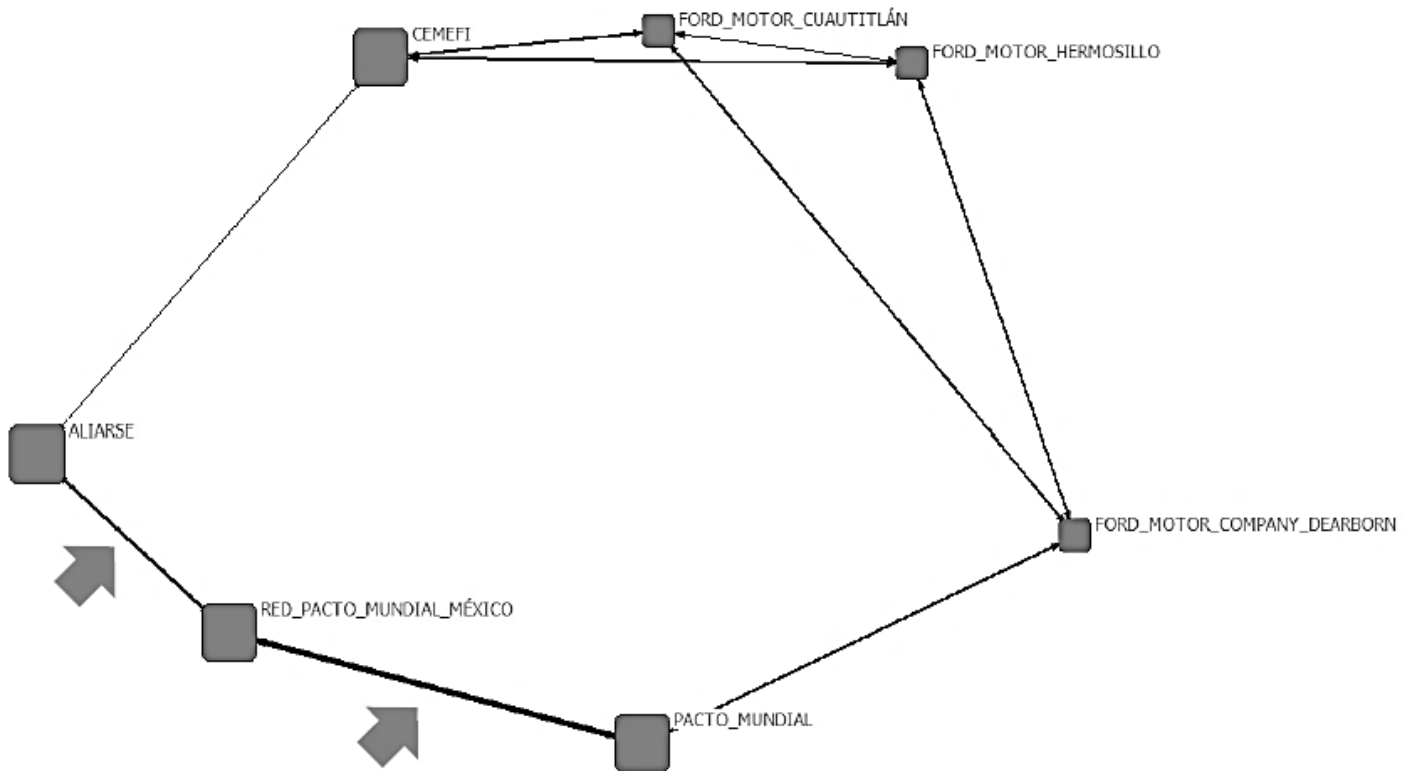 FORD_MOTOR_CUAUTITLÁN
CEMEFI
FORD_MOTOR_HERMOSILLO
ALIARSE
FORD_MOTOR_COMPANY_DEARBORN
RED_PACTO_MUNDIAL_MÉXICO
PACTO_MUNDIAL